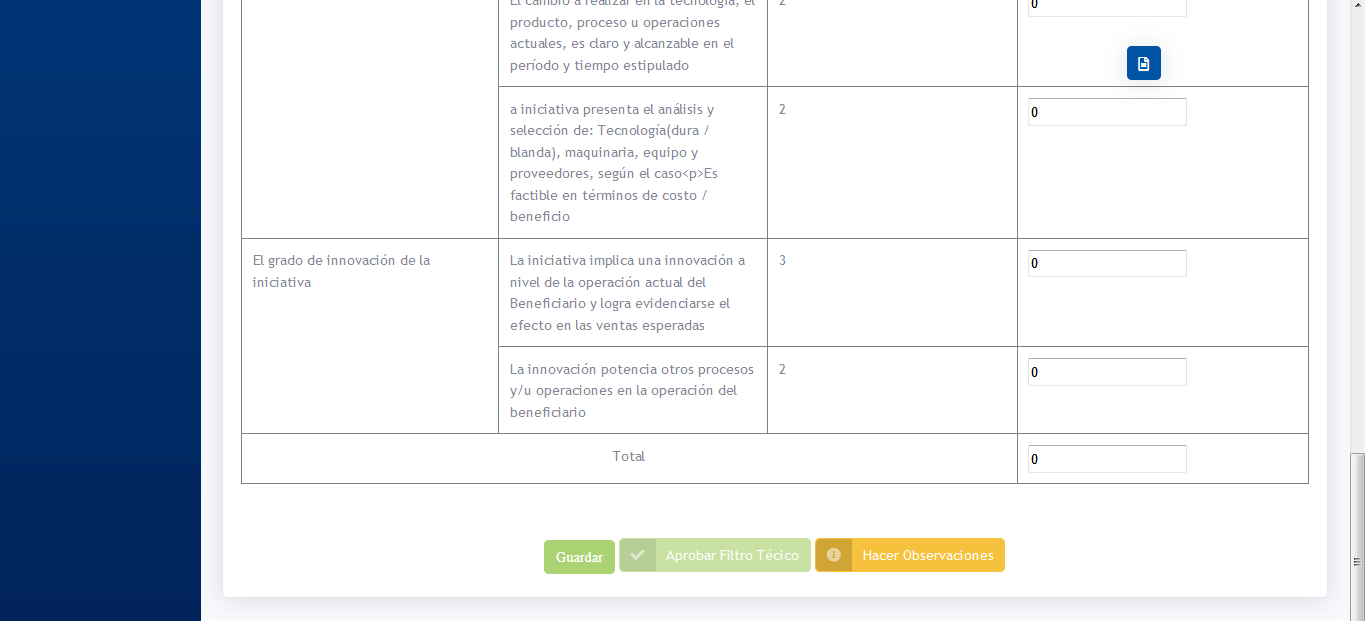 El cambio a realizar en la tecnología, el
producto, proceso u operaciones
actuales, es claro y alcanzable en el
período y tiempo estipulado
2
0
a iniciativa presenta el análisis y
selección de: Tecnología(dura /
blanda), maquinaria, equipo y
proveedores, según el caso<p>Es
factible en términos de costo /
beneficio
2
0
El grado de innovación de la
iniciativa
La iniciativa implica una innovación a
nivel de la operación actual del
Beneficiario y logra evidenciarse el
efecto en las ventas esperadas
3
0
La innovación potencia otros procesos
y/u operaciones en la operación del
beneficiario
2
0
Total
0
Guardar
Aprobar Filtro Técico
Hacer Observaciones